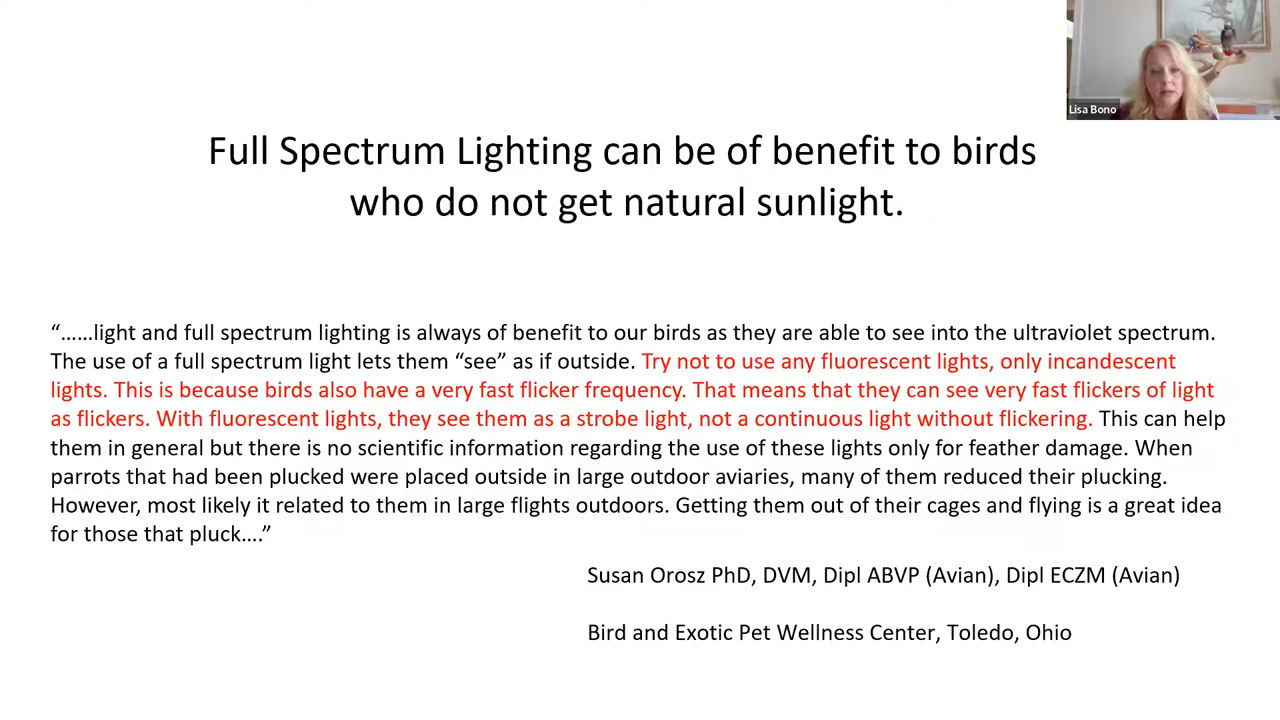 Lisa Bono
Full Spectrum Lighting can be of benefit to birds
who do not get natural sunlight.
“……light and full spectrum lighting is always of benefit to our birds as they are able to see into the ultraviolet spectrum.
The use of a full spectrum light lets them “see” as if outside. Try not to use any fluorescent lights, only incandescent
lights. This is because birds also have a very fast flicker frequency. That means that they can see very fast flickers of light
as flickers. With fluorescent lights, they see them as a strobe light, not a continuous light without flickering. This can help
them in general but there is no scientific information regarding the use of these lights only for feather damage. When
parrots that had been plucked were placed outside in large outdoor aviaries, many of them reduced their plucking.
However, most likely it related to them in large flights outdoors. Getting them out of their cages and flying is a great idea
for those that pluck….”
Susan Orosz PhD, DVM, Dipl ABVP (Avian), Dipl ECZM (Avian)
Bird and Exotic Pet Wellness Center, Toledo, Ohio